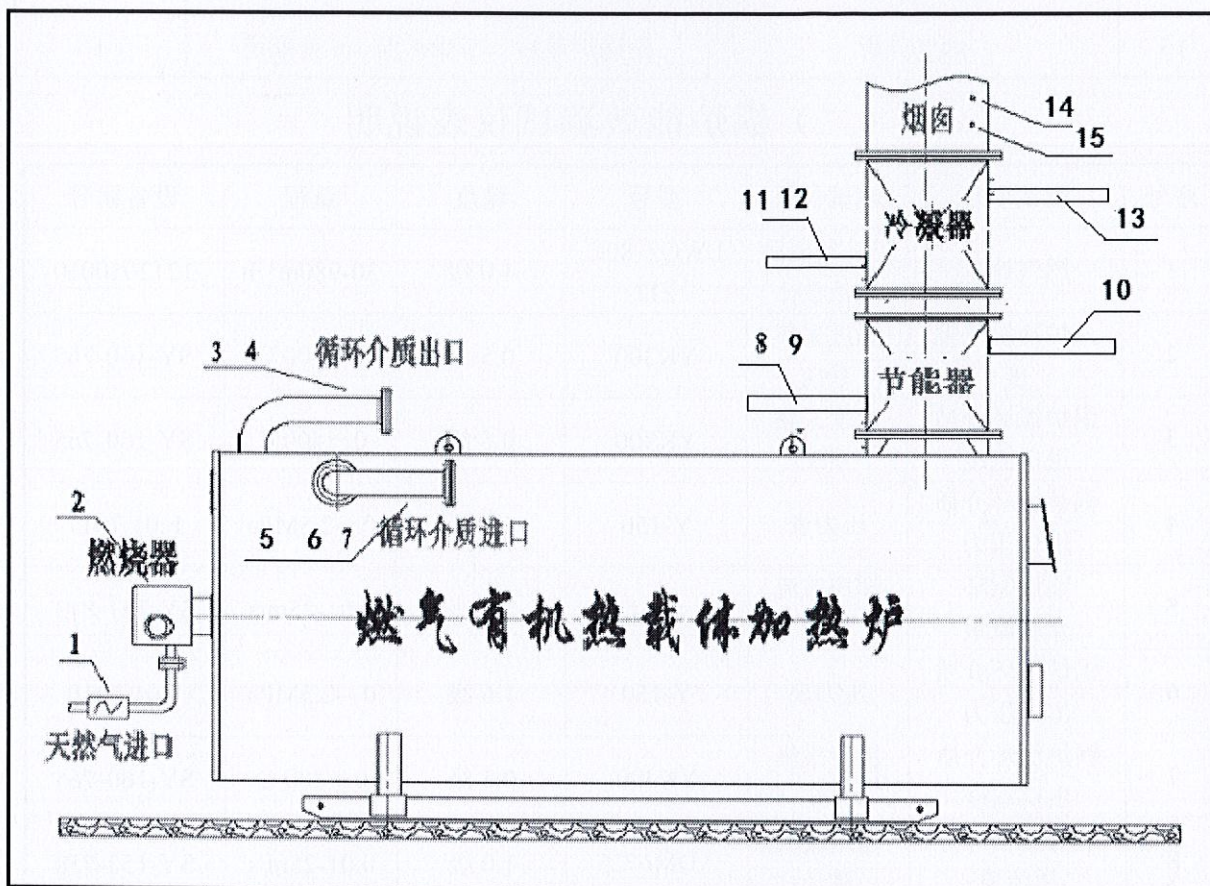 烟囱
14
15
11 12
冷凝器
13
10
3 4
循环介质出口
8 9
节能器
2
5 6 7
循环介质进口
燃烧器
燃气有机热载体加热炉
1
天然气进口